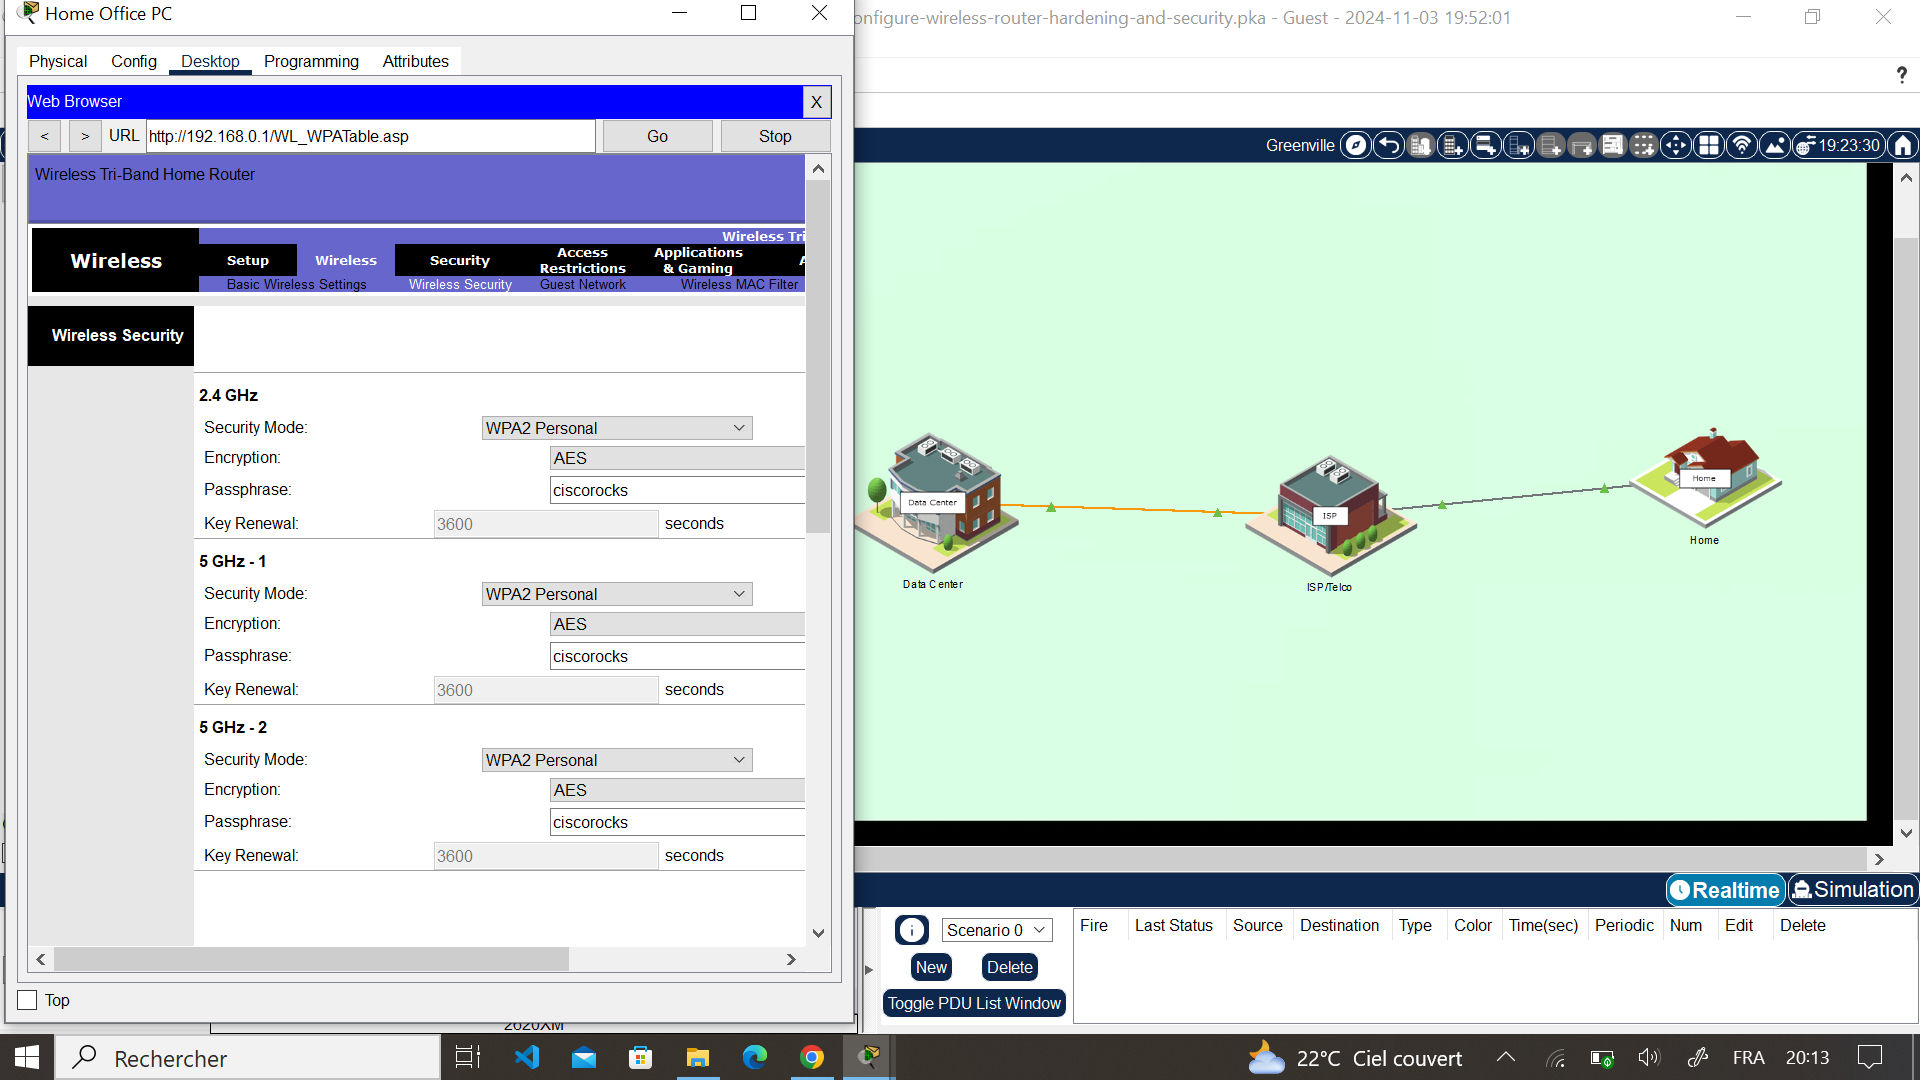 Home Office PC
onfigure-wireless-router-hardening-and-security.pka - Guest - 2024-11-03 19:52:01
Physical Config Desktop Programming Attributes
?
Web Browser X
< > URL http://192.168.0.1/WL_WPATable.asp Go Stop
Greenville 19:23:30
Wireless Tri-Band Home Router
Wireless Tri
Wireless Setup Wireless Security Access Restrictions Applications & Gaming A
Basic Wireless Settings Wireless Security Guest Network Wireless MAC Filter
Wireless Security
2.4 GHz
Security Mode: WPA2 Personal
Encryption: AES
Passphrase: ciscorocks
Key Renewal: 3600 seconds
5 GHz - 1
Security Mode: WPA2 Personal
Encryption: AES
Passphrase: ciscorocks
Key Renewal: 3600 seconds
5 GHz - 2
Security Mode: WPA2 Personal
Encryption: AES
Passphrase: ciscorocks
Key Renewal: 3600 seconds
Top
Data Center
Data Center
ISP
ISP/Telco
Home
Home
Realtime Simulation
Scenario 0
New Delete
Toggle PDU List Window
Fire Last Status Source Destination Type Color Time(sec) Periodic Num Edit Delete
2620XM
Rechercher 22°C Ciel couvert FRA 20:13